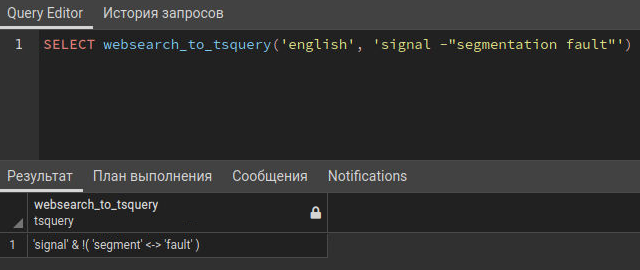 Query Editor История запросов
1 SELECT websearch_to_tsquery('english', 'signal -"segmentation fault"')
Результат План выполнения Сообщения Notifications
websearch_to_tsquery
tsquery
1 'signal' & !( 'segment' <-> 'fault' )